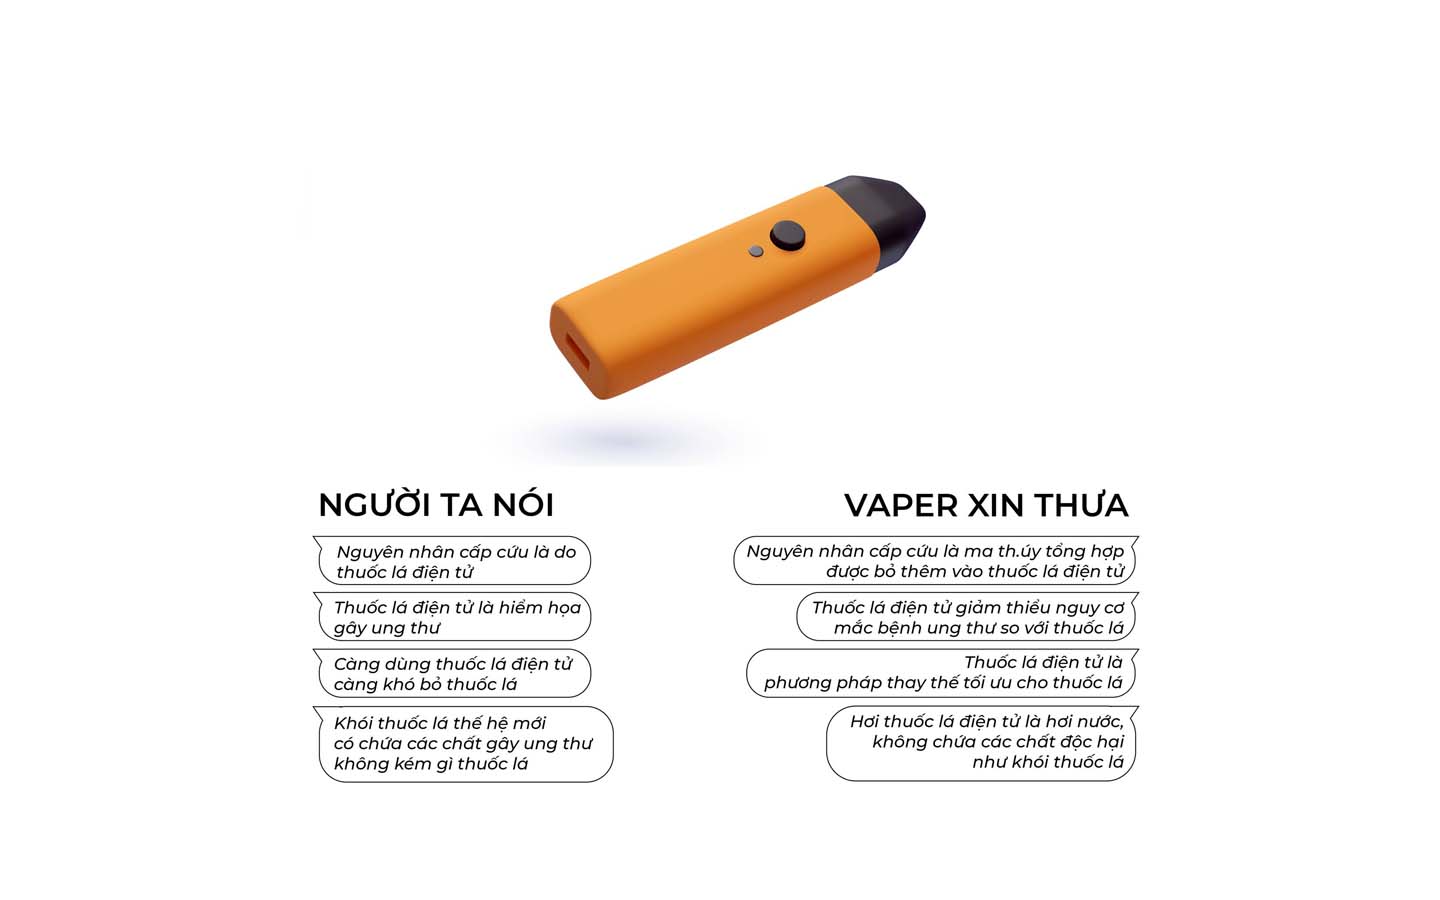 NGƯỜI TA NÓI
Nguyên nhân cấp cứu là do
thuốc lá điện tử
Thuốc lá điện tử là hiểm họa
gây ung thư
Càng dùng thuốc lá điện tử
càng khó bỏ thuốc lá
Khói thuốc lá thế hệ mới
có chứa các chất gây ung thư
không kém gì thuốc lá
VAPER XIN THƯA
Nguyên nhân cấp cứu là ma th.úy tổng hợp
được bỏ thêm vào thuốc lá điện tử
Thuốc lá điện tử giảm thiểu nguy cơ
mắc bệnh ung thư so với thuốc lá
Thuốc lá điện tử là
phương pháp thay thế tối ưu cho thuốc lá
Hơi thuốc lá điện tử là hơi nước,
không chứa các chất độc hại
như khói thuốc lá